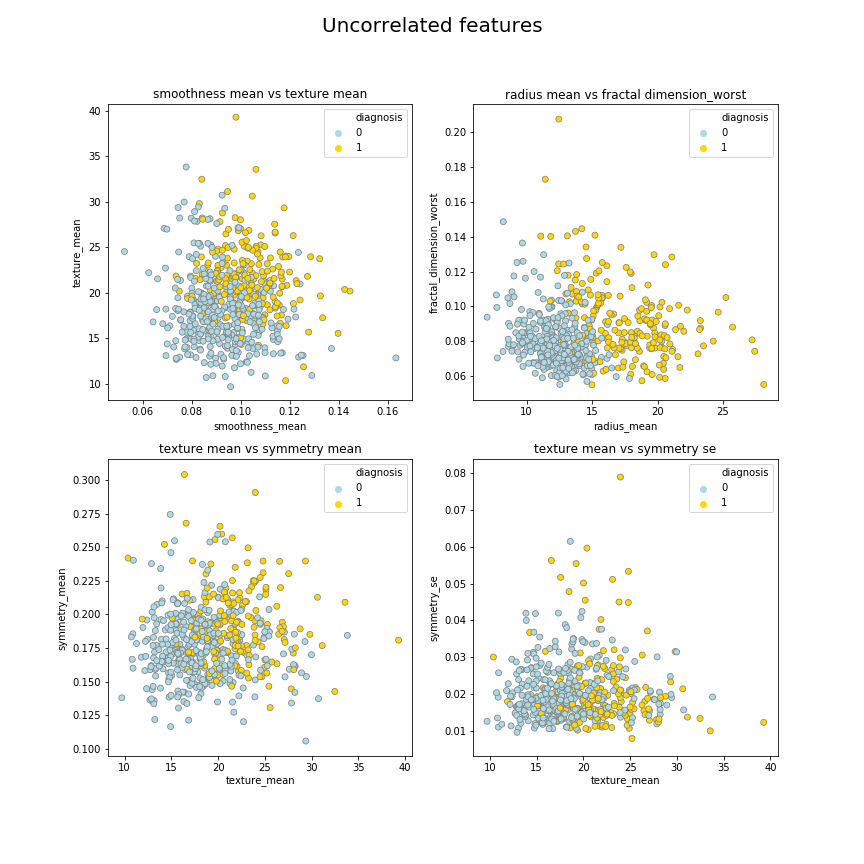 Uncorrelated features
smoothness mean vs texture mean
texture_mean
40
35
30
25
20
15
10
0.06 0.08 0.10 0.12 0.14 0.16
smoothness_mean
diagnosis
0
1
radius mean vs fractal dimension_worst
fractal_dimension_worst
0.20
0.18
0.16
0.14
0.12
0.10
0.08
0.06
10 15 20 25
radius_mean
diagnosis
0
1
texture mean vs symmetry mean
symmetry_mean
0.300
0.275
0.250
0.225
0.200
0.175
0.150
0.125
0.100
10 15 20 25 30 35 40
texture_mean
diagnosis
0
1
texture mean vs symmetry se
symmetry_se
0.08
0.07
0.06
0.05
0.04
0.03
0.02
0.01
10 15 20 25 30 35 40
texture_mean
diagnosis
0
1